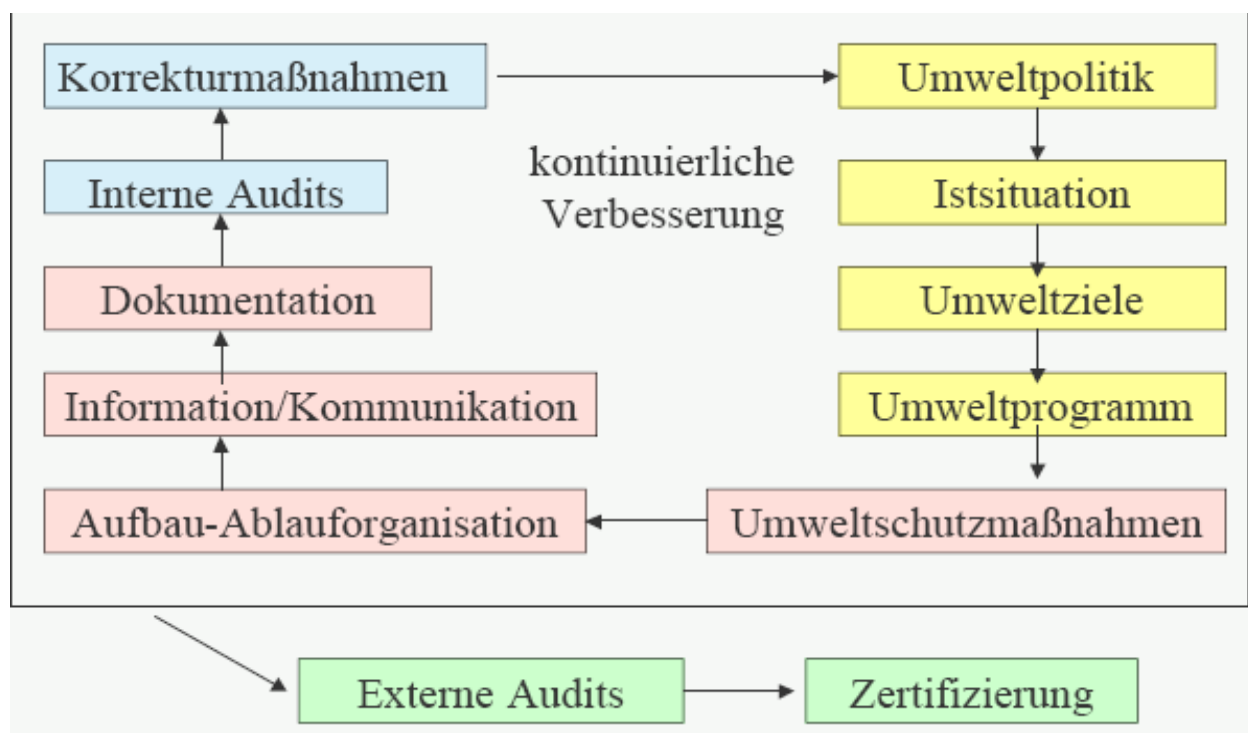 Korrekturmaßnahmen
Umweltpolitik
kontinuierliche
Verbesserung
Interne Audits
Istsituation
Dokumentation
Umweltziele
Information/Kommunikation
Umweltprogramm
Aufbau-Ablauforganisation
Umweltschutzmaßnahmen
Externe Audits
Zertifizierung